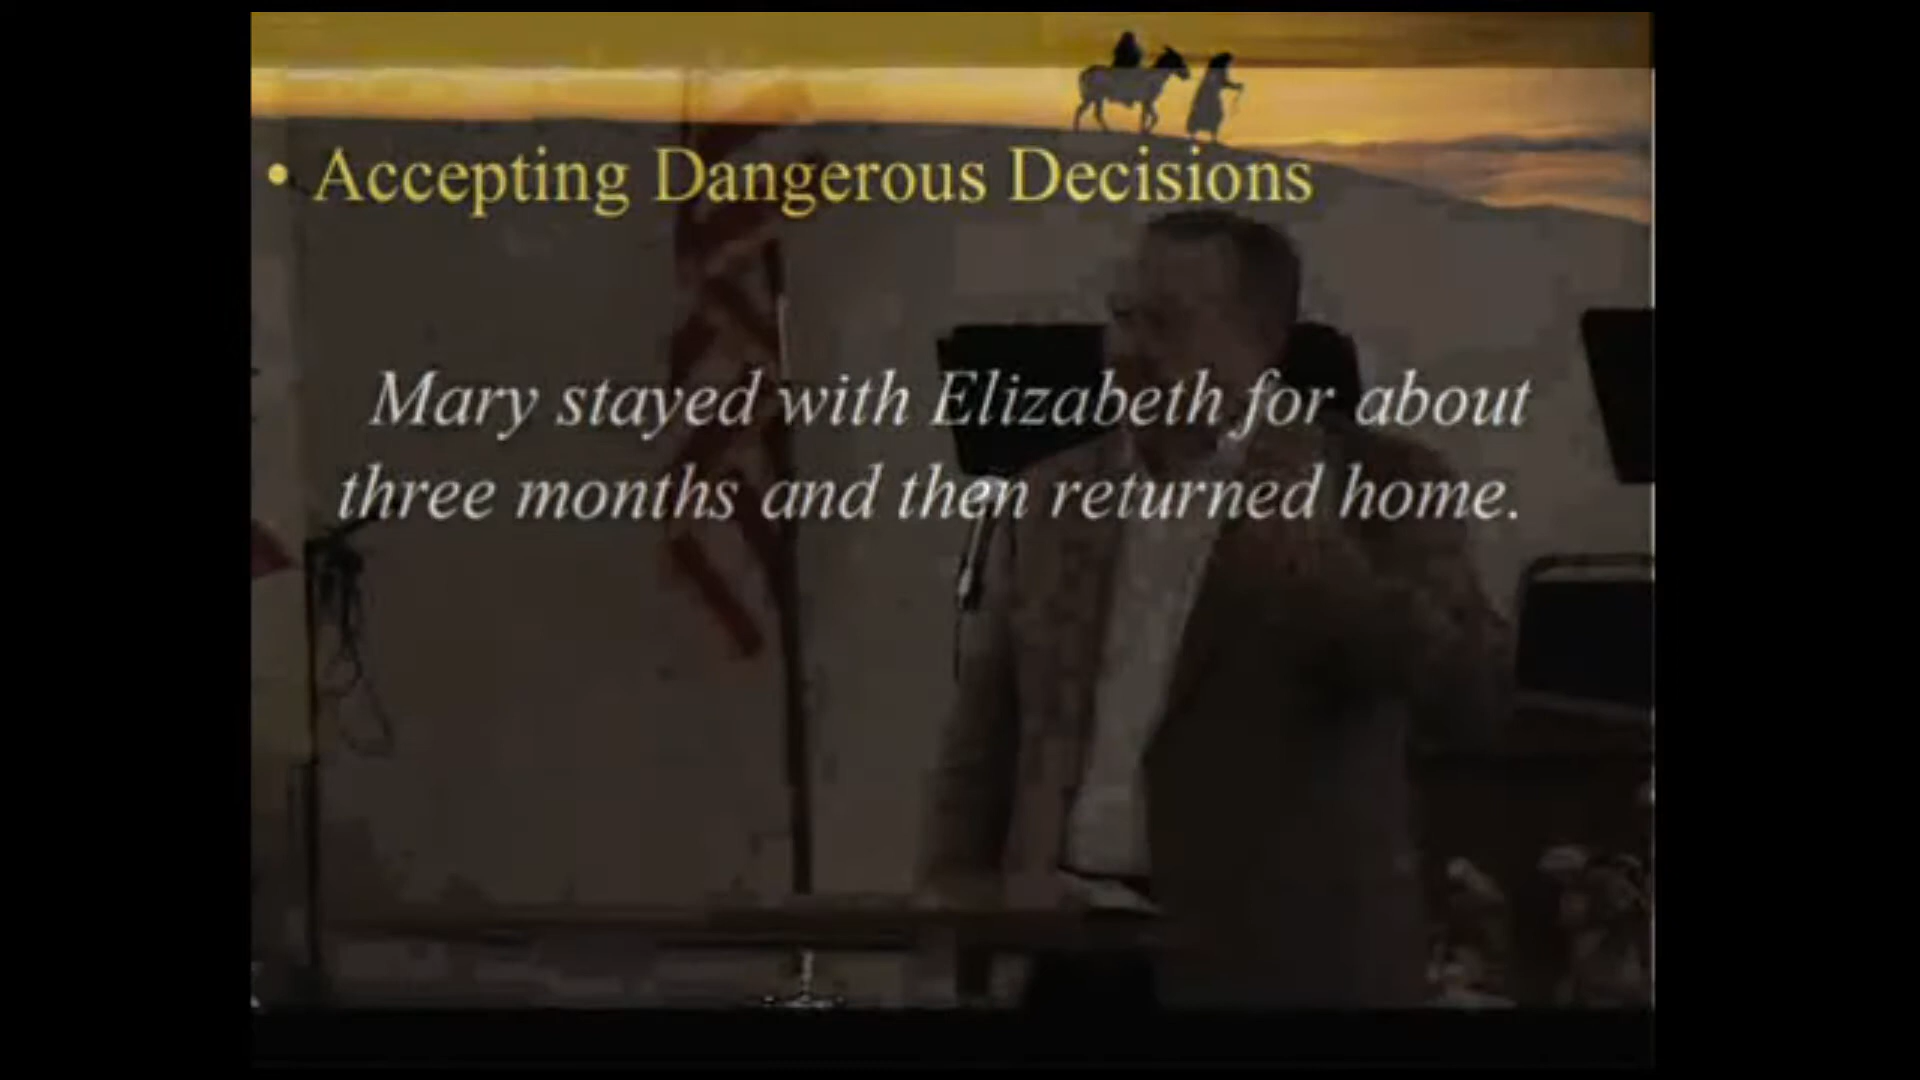 • Accepting Dangerous Decisions
Mary stayed with Elizabeth for about
three months and then returned home.